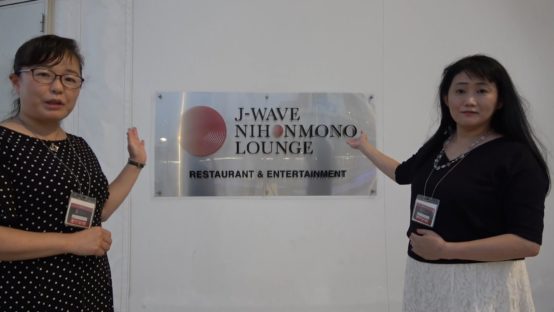 J-WAVE
NIHONMONO
LOUNGE
RESTAURANT & ENTERTAINMENT